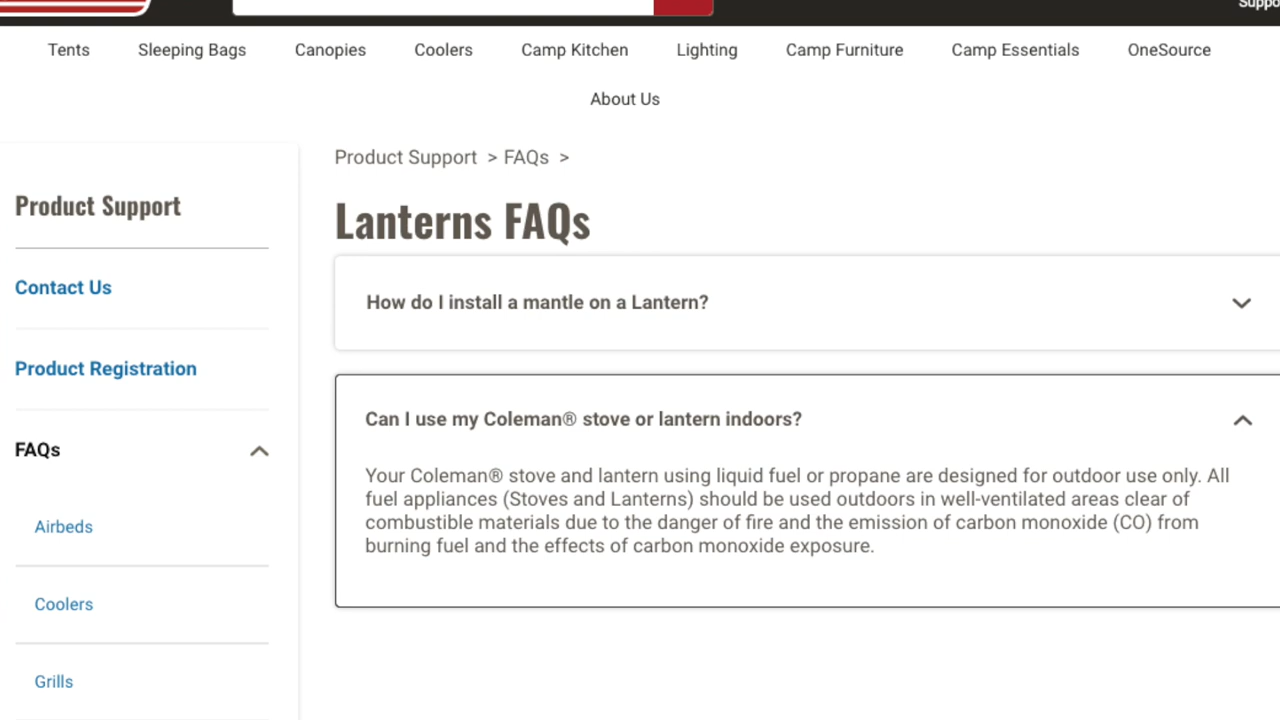 Tents Sleeping Bags Canopies Coolers Camp Kitchen Lighting Camp Furniture Camp Essentials OneSource
About Us
Product Support > FAQs >
Product Support
Contact Us
Product Registration
FAQs
Airbeds
Coolers
Grills
Lanterns FAQs
How do I install a mantle on a Lantern?
Can I use my Coleman® stove or lantern indoors?
Your Coleman® stove and lantern using liquid fuel or propane are designed for outdoor use only. All
fuel appliances (Stoves and Lanterns) should be used outdoors in well-ventilated areas clear of
combustible materials due to the danger of fire and the emission of carbon monoxide (CO) from
burning fuel and the effects of carbon monoxide exposure.